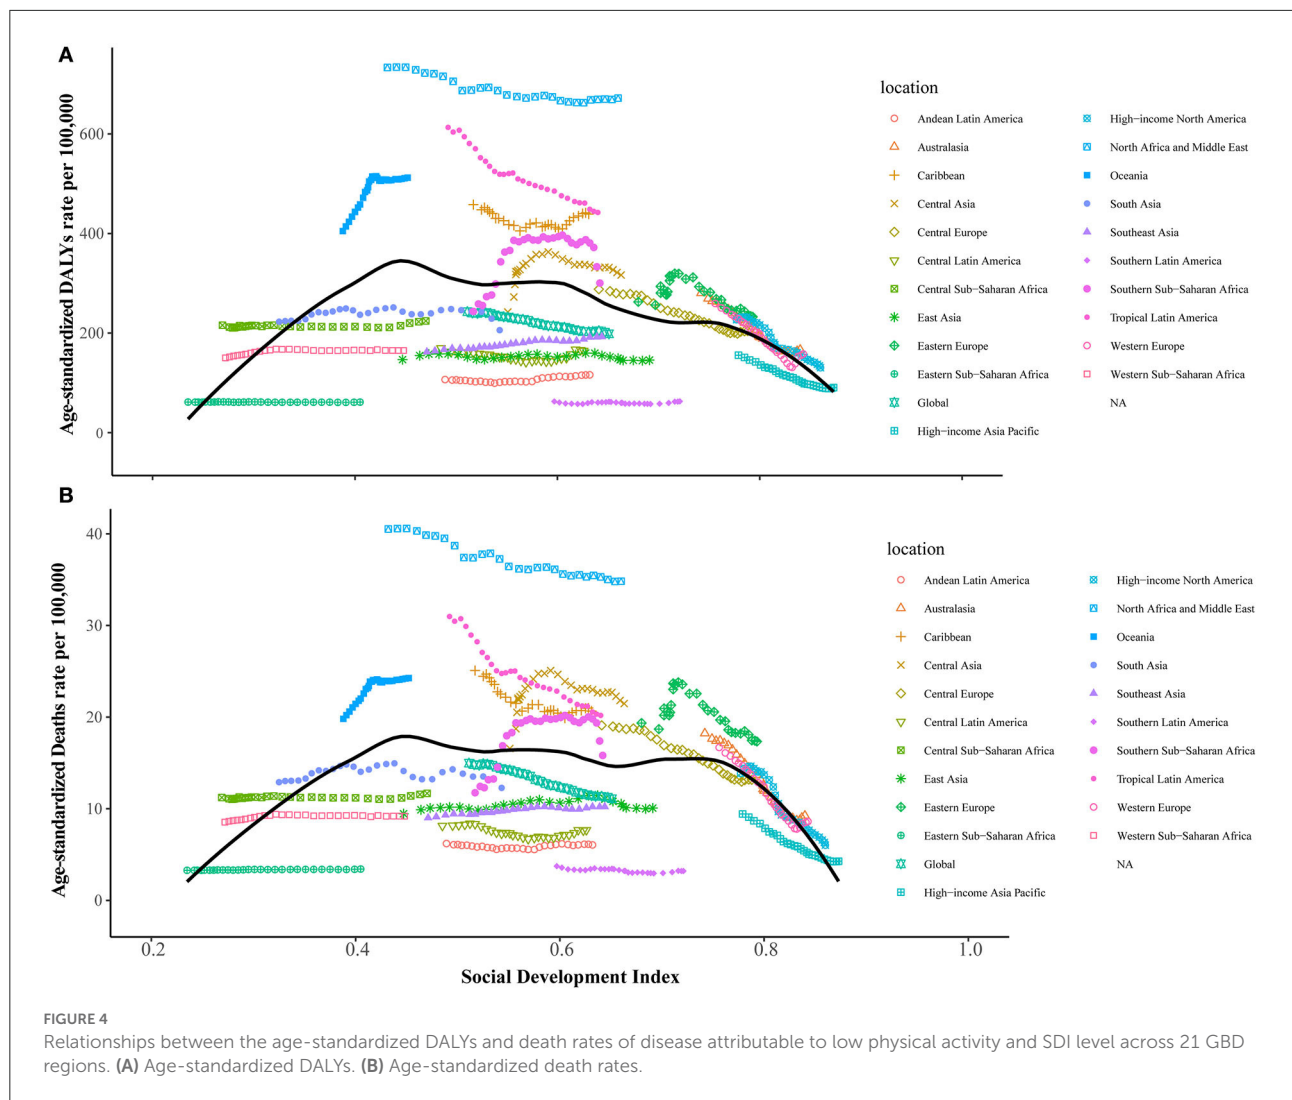 A
Age-standardized DALYs rate per 100,000
600
400
200
0
location
Andean Latin America
Australasia
Caribbean
Central Asia
Central Europe
Central Latin America
Central Sub-Saharan Africa
East Asia
Eastern Europe
Eastern Sub-Saharan Africa
Global
High-income Asia Pacific
High-income North America
North Africa and Middle East
Oceania
South Asia
Southeast Asia
Southern Latin America
Southern Sub-Saharan Africa
Tropical Latin America
Western Europe
Western Sub-Saharan Africa
NA
B
Age-standardized Deaths rate per 100,000
40
30
20
10
0
location
Andean Latin America
Australasia
Caribbean
Central Asia
Central Europe
Central Latin America
Central Sub-Saharan Africa
East Asia
Eastern Europe
Eastern Sub-Saharan Africa
Global
High-income Asia Pacific
High-income North America
North Africa and Middle East
Oceania
South Asia
Southeast Asia
Southern Latin America
Southern Sub-Saharan Africa
Tropical Latin America
Western Europe
Western Sub-Saharan Africa
NA
0.2 0.4 0.6 0.8 1.0
Social Development Index
FIGURE 4
Relationships between the age-standardized DALYs and death rates of disease attributable to low physical activity and SDI level across 21 GBD
regions. (A) Age-standardized DALYs. (B) Age-standardized death rates.